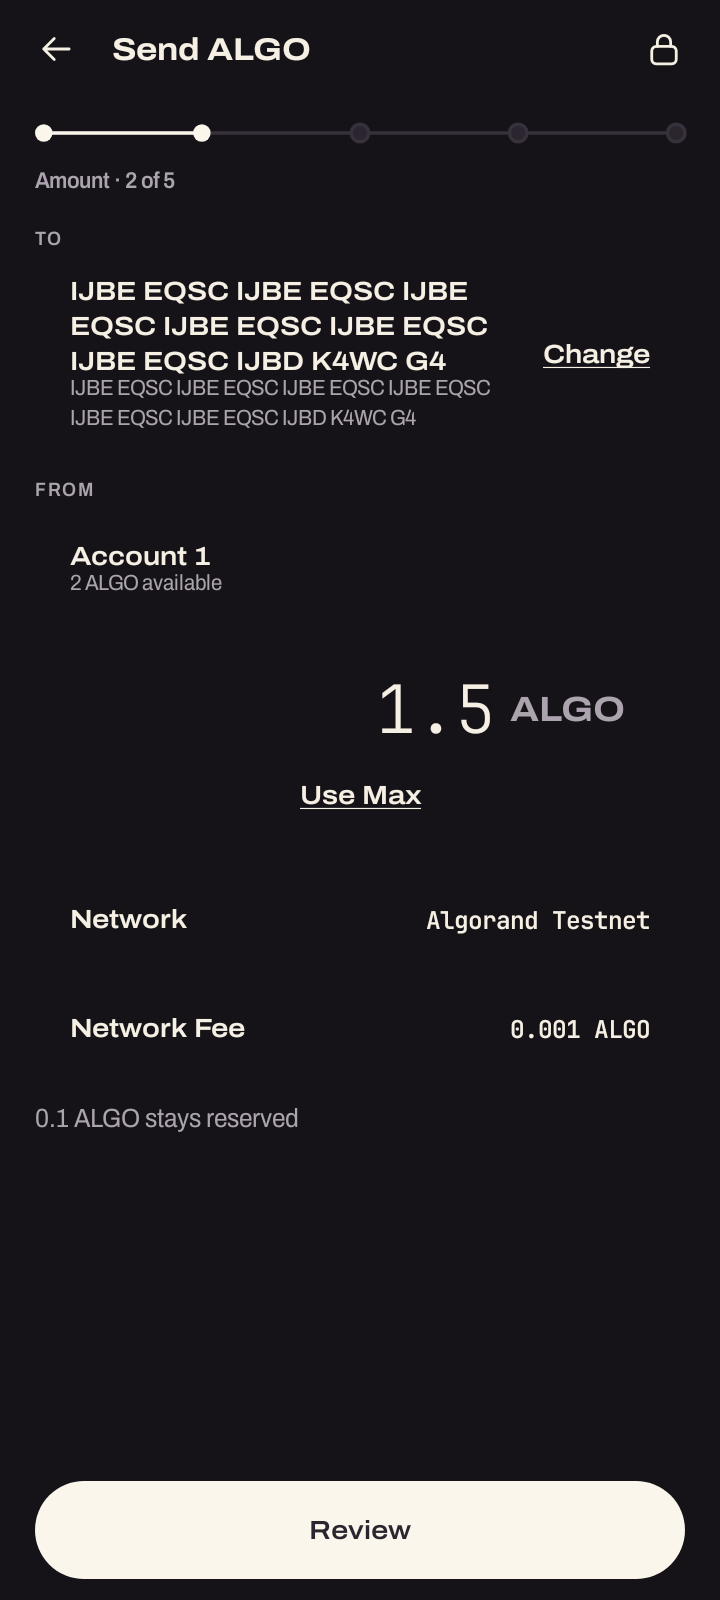 Send ALGO
Amount · 2 of 5
TO
IJBE EQSC IJBE EQSC IJBE
EQSC IJBE EQSC IJBE EQSC
IJBE EQSC IJBD K4WC G4
Change
IJBE EQSC IJBE EQSC IJBE EQSC IJBE EQSC
IJBE EQSC IJBE EQSC IJBD K4WC G4
FROM
Account 1
2 ALGO available
1.5 ALGO
Use Max
Network Algorand Testnet
Network Fee 0.001 ALGO
0.1 ALGO stays reserved
Review